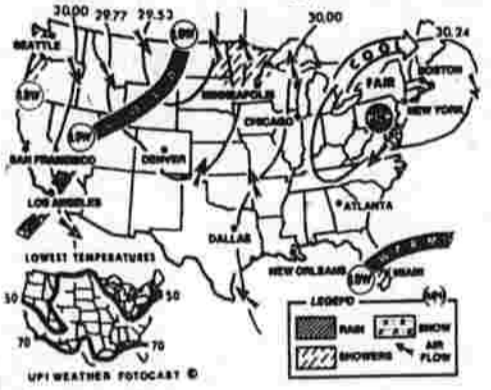 30.00 29.77 29.53
30.00
30.24
SEATTLE
LOW
COOL
BOSTON
FAIR
LOW
MINNEAPOLIS
NEW YORK
CHICAGO
LOW
SAN FRANCISCO
DENVER
LOS ANGELES
ATLANTA
DALLAS
LOWEST TEMPERATURES
NEW ORLEANS
LOW
MIAMI
LEGEND
50
50
RAIN
SNOW
SHOWERS
AIR
FLOW
70
70
UPI WEATHER FOTOCAST ©